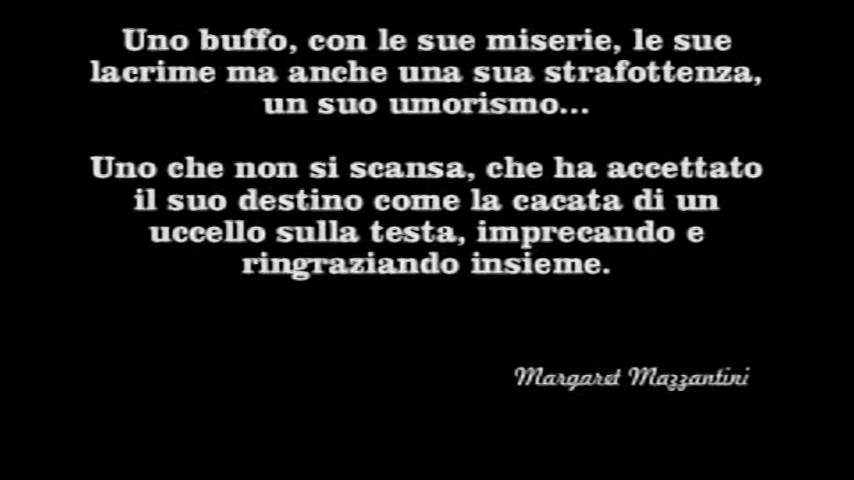 Uno buffo, con le sue miserie, le sue
lacrime ma anche una sua strafottenza,
un suo umorismo...
Uno che non si scansa, che ha accettato
il suo destino come la cacata di un
uccello sulla testa, imprecando e
ringraziando insieme.
Margaret Mazzantini